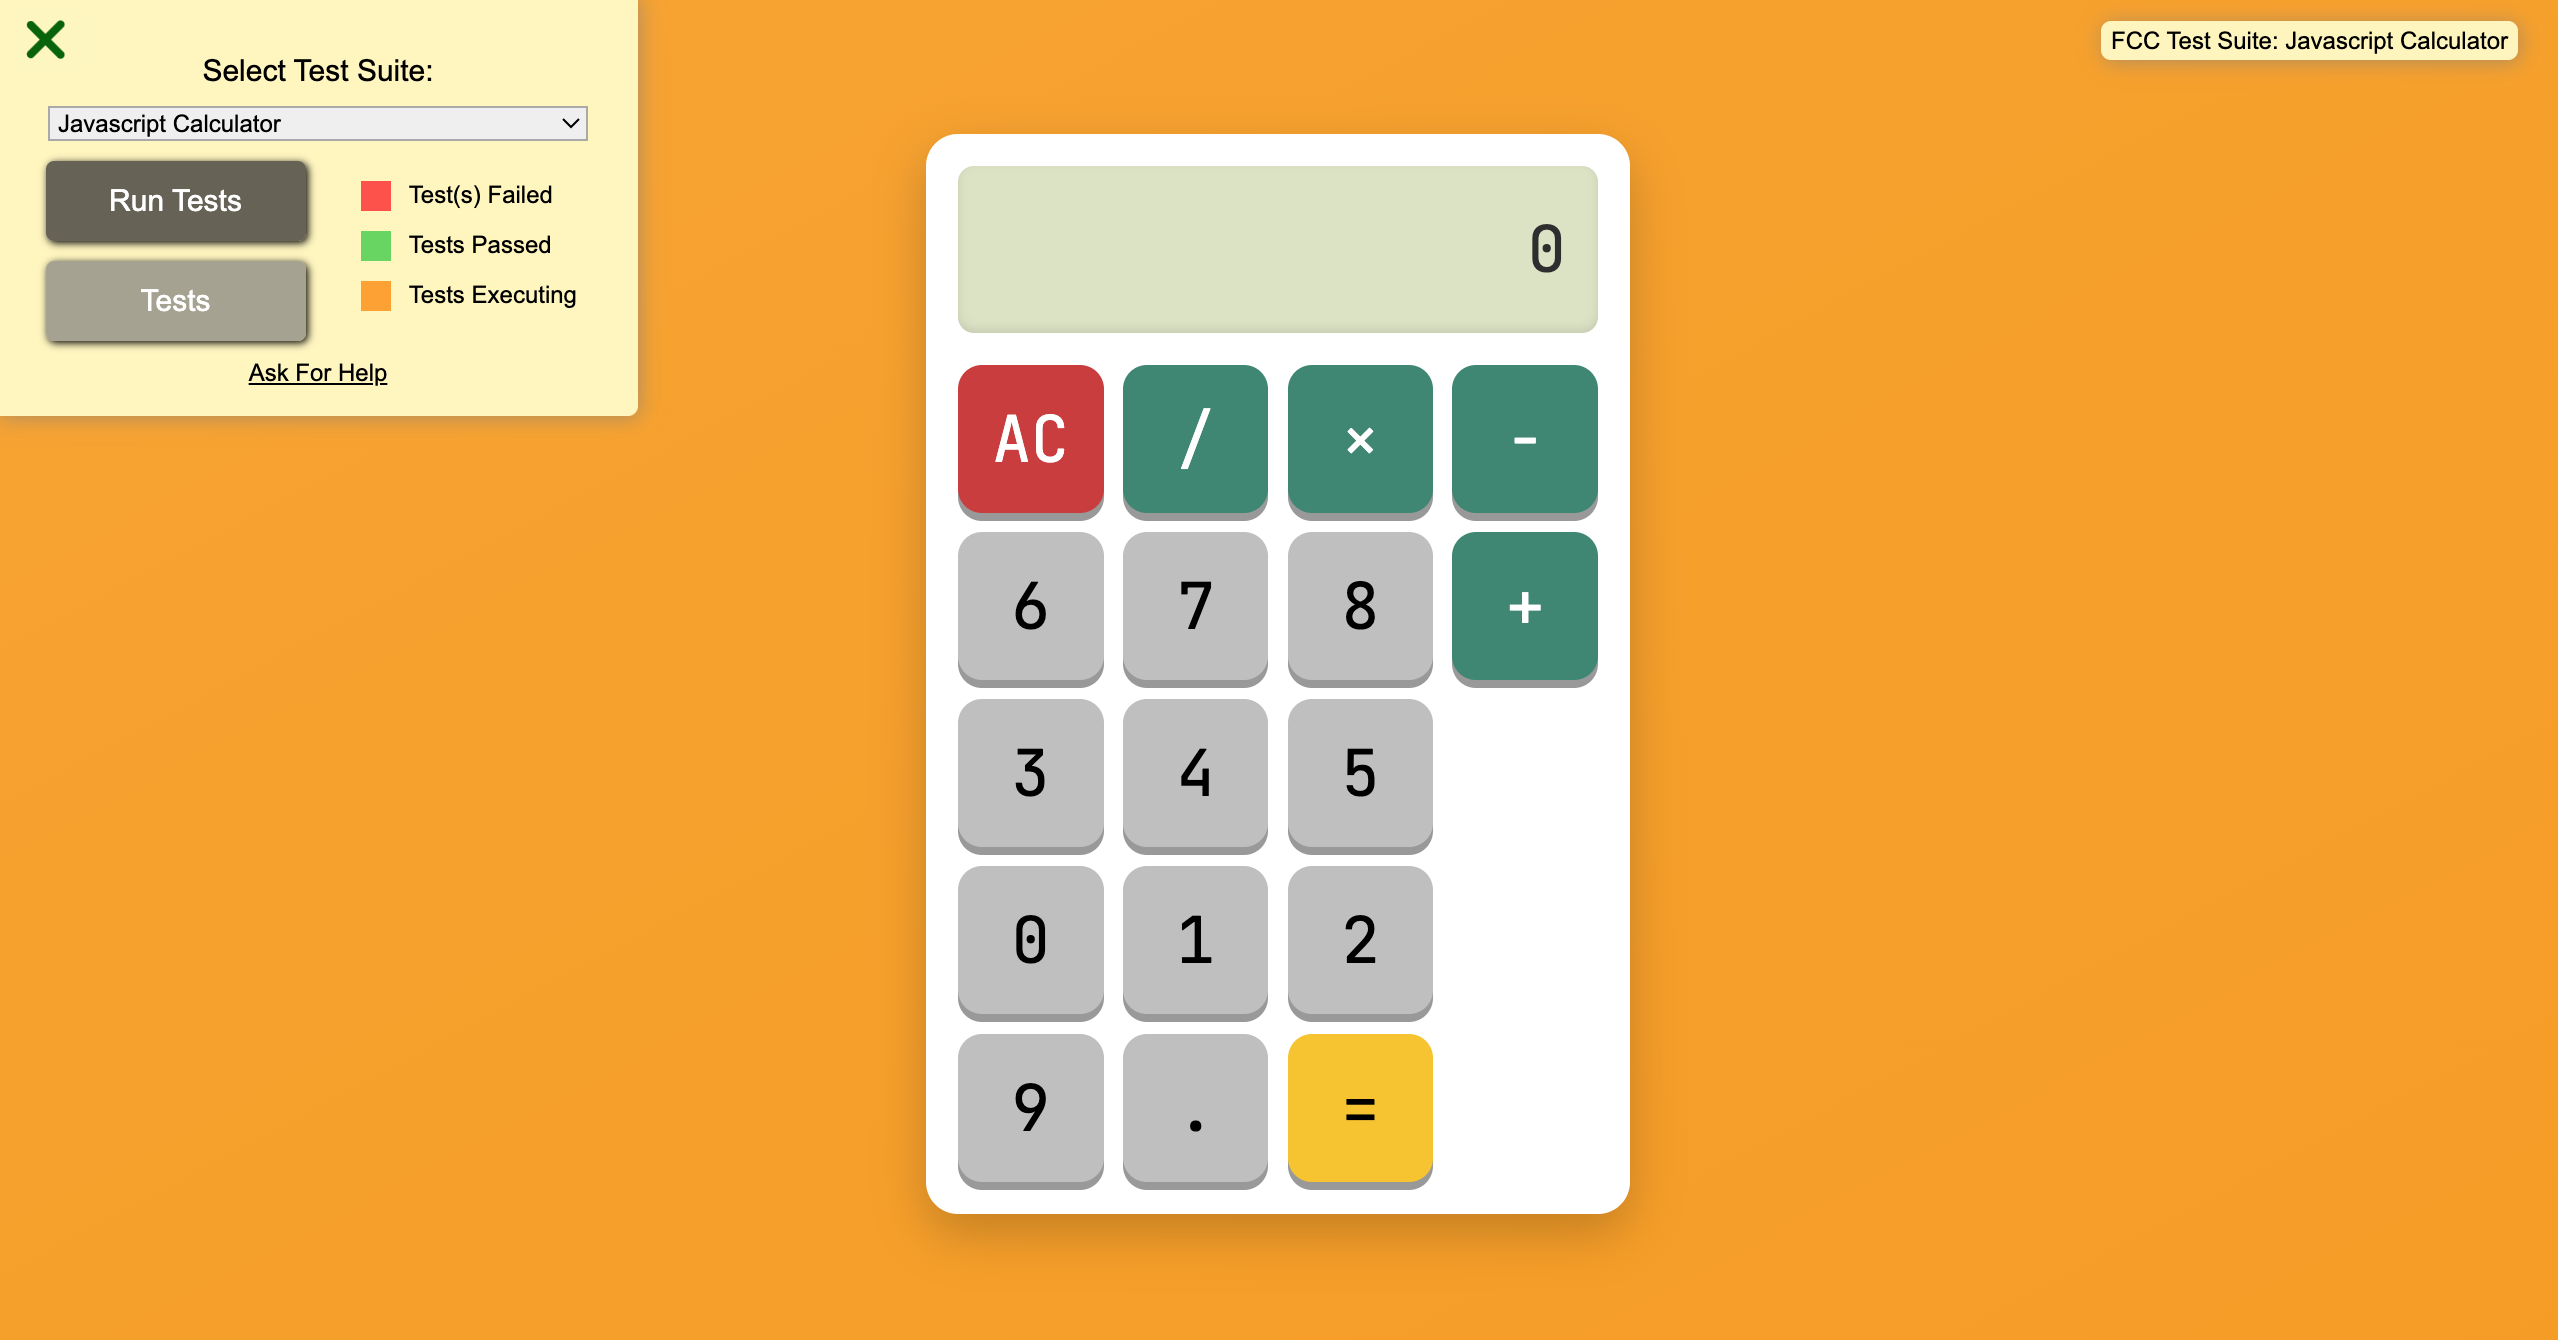 Select Test Suite:
Javascript Calculator
Run Tests
Tests
Test(s) Failed
Tests Passed
Tests Executing
Ask For Help
FCC Test Suite: Javascript Calculator
0
AC / × -
6 7 8 +
3 4 5
0 1 2
9 . =